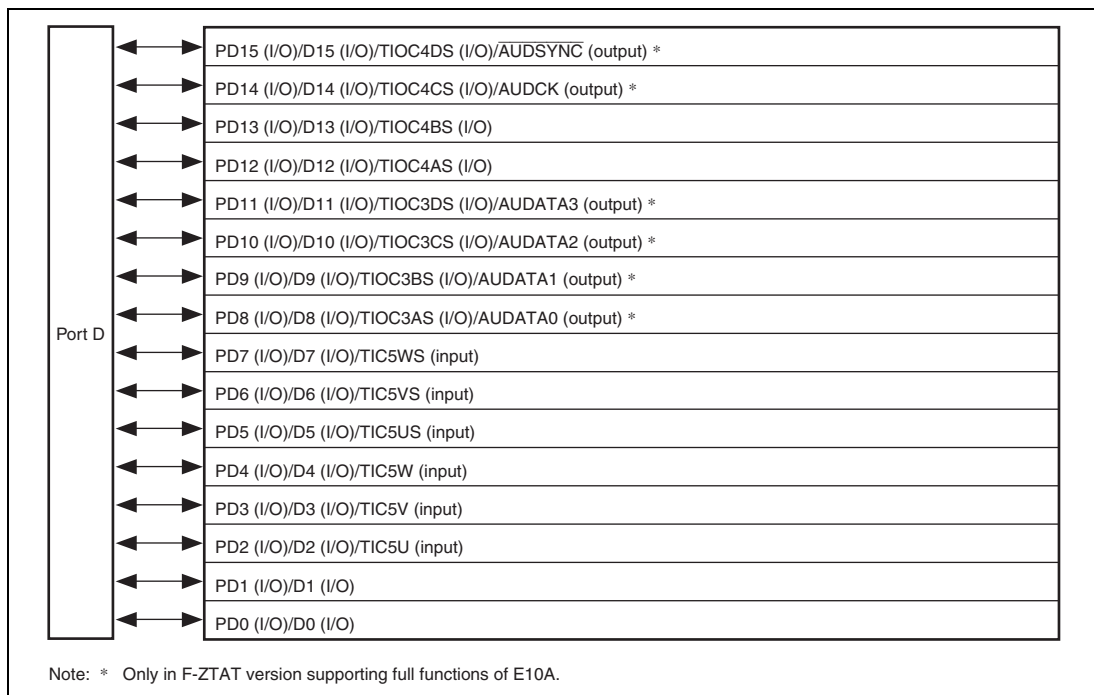 PD15 (I/O)/D15 (I/O)/TIOC4DS (I/O)/A̅U̅D̅S̅Y̅N̅C̅ (output) *
PD14 (I/O)/D14 (I/O)/TIOC4CS (I/O)/AUDCK (output) *
PD13 (I/O)/D13 (I/O)/TIOC4BS (I/O)
PD12 (I/O)/D12 (I/O)/TIOC4AS (I/O)
PD11 (I/O)/D11 (I/O)/TIOC3DS (I/O)/AUDATA3 (output) *
PD10 (I/O)/D10 (I/O)/TIOC3CS (I/O)/AUDATA2 (output) *
PD9 (I/O)/D9 (I/O)/TIOC3BS (I/O)/AUDATA1 (output) *
PD8 (I/O)/D8 (I/O)/TIOC3AS (I/O)/AUDATA0 (output) *
Port D
PD7 (I/O)/D7 (I/O)/TIC5WS (input)
PD6 (I/O)/D6 (I/O)/TIC5VS (input)
PD5 (I/O)/D5 (I/O)/TIC5US (input)
PD4 (I/O)/D4 (I/O)/TIC5W (input)
PD3 (I/O)/D3 (I/O)/TIC5V (input)
PD2 (I/O)/D2 (I/O)/TIC5U (input)
PD1 (I/O)/D1 (I/O)
PD0 (I/O)/D0 (I/O)
Note: * Only in F-ZTAT version supporting full functions of E10A.